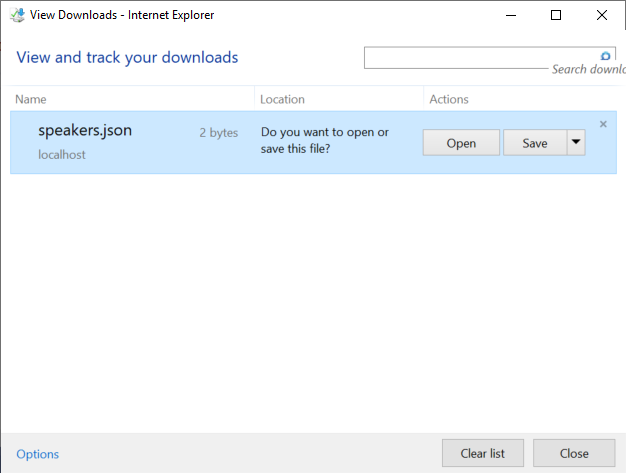 View Downloads - Internet Explorer
View and track your downloads
Search downlo
Name Location Actions
speakers.json 2 bytes Do you want to open or
save this file? Open Save
localhost
Options Clear list Close